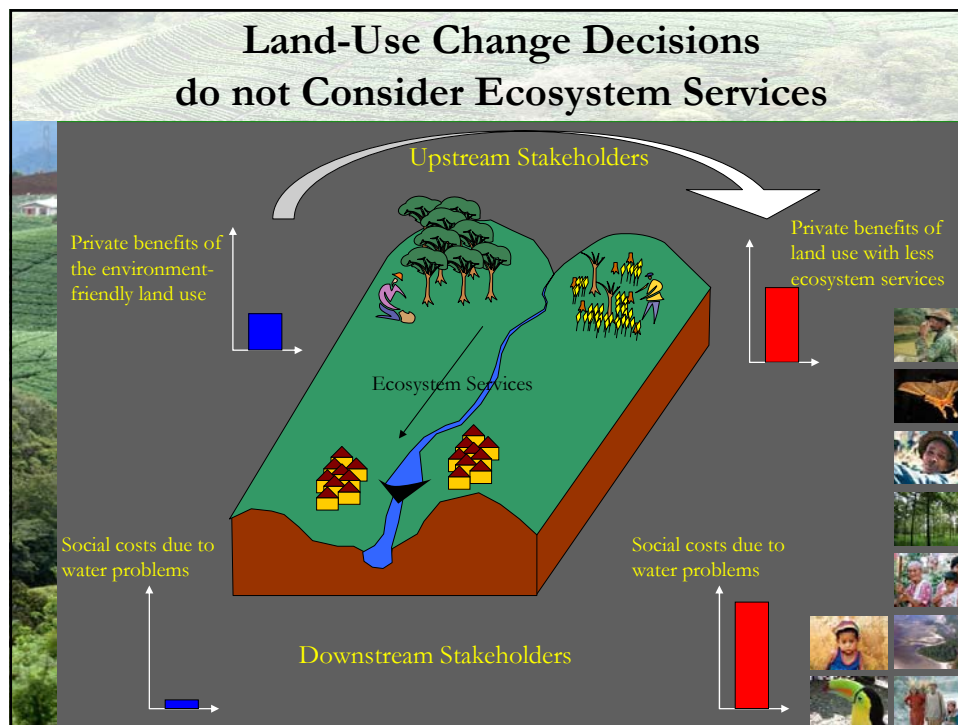 Land-Use Change Decisions
do not Consider Ecosystem Services
Upstream Stakeholders
Private benefits of
the environment-
friendly land use
Private benefits of
land use with less
ecosystem services
Ecosystem Services
Social costs due to
water problems
Social costs due to
water problems
Downstream Stakeholders